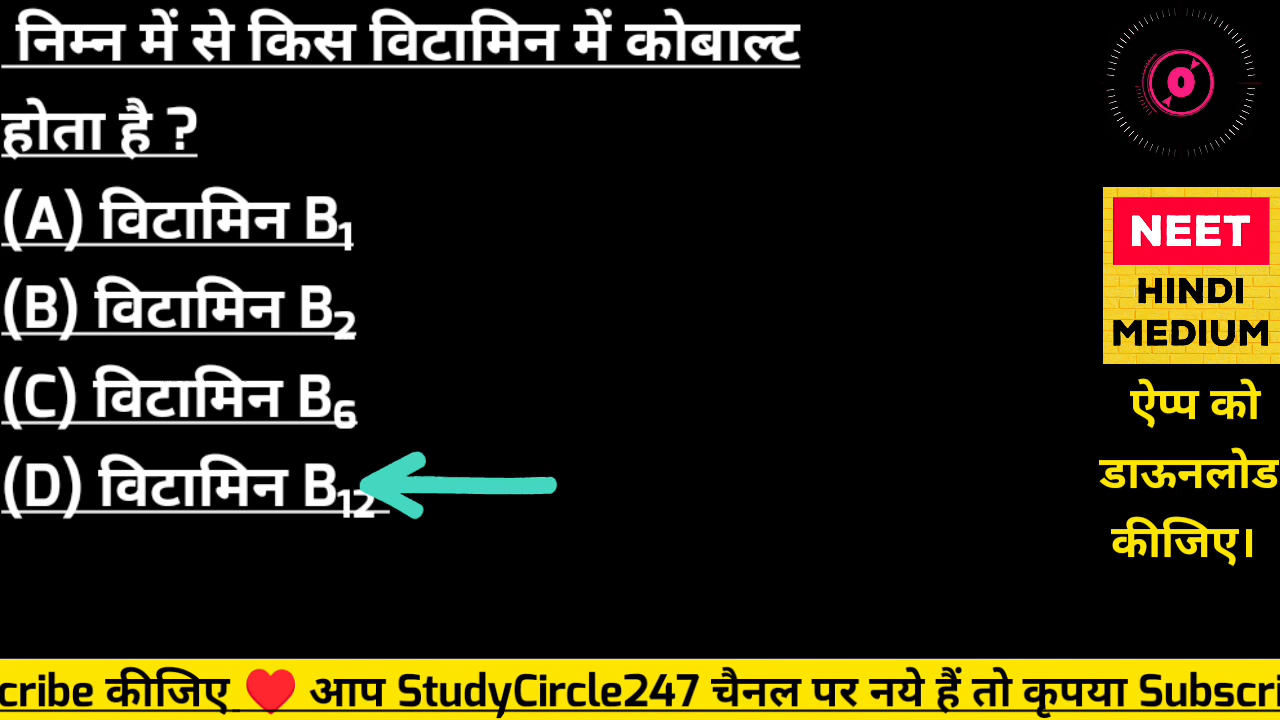 निम्न में से किस विटामिन में कोबाल्ट
होता है ?
(A) विटामिन B₁
(B) विटामिन B₂
(C) विटामिन B₆
(D) विटामिन B₁₂
NEET
HINDI
MEDIUM
ऐप्प को
डाऊनलोड
कीजिए।
cribe कीजिए ❤️ आप StudyCircle247 चैनल पर नये हैं तो कृपया Subscri